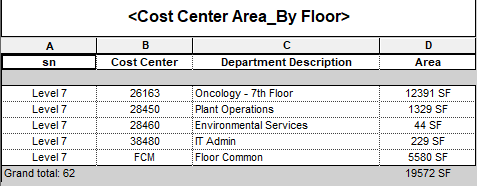 <Cost Center Area_By Floor>
A B C D
sn Cost Center Department Description Area
Level 7 26163 Oncology - 7th Floor 12391 SF
Level 7 28450 Plant Operations 1329 SF
Level 7 28460 Environmental Services 44 SF
Level 7 38480 IT Admin 229 SF
Level 7 FCM Floor Common 5580 SF
Grand total: 62 19572 SF